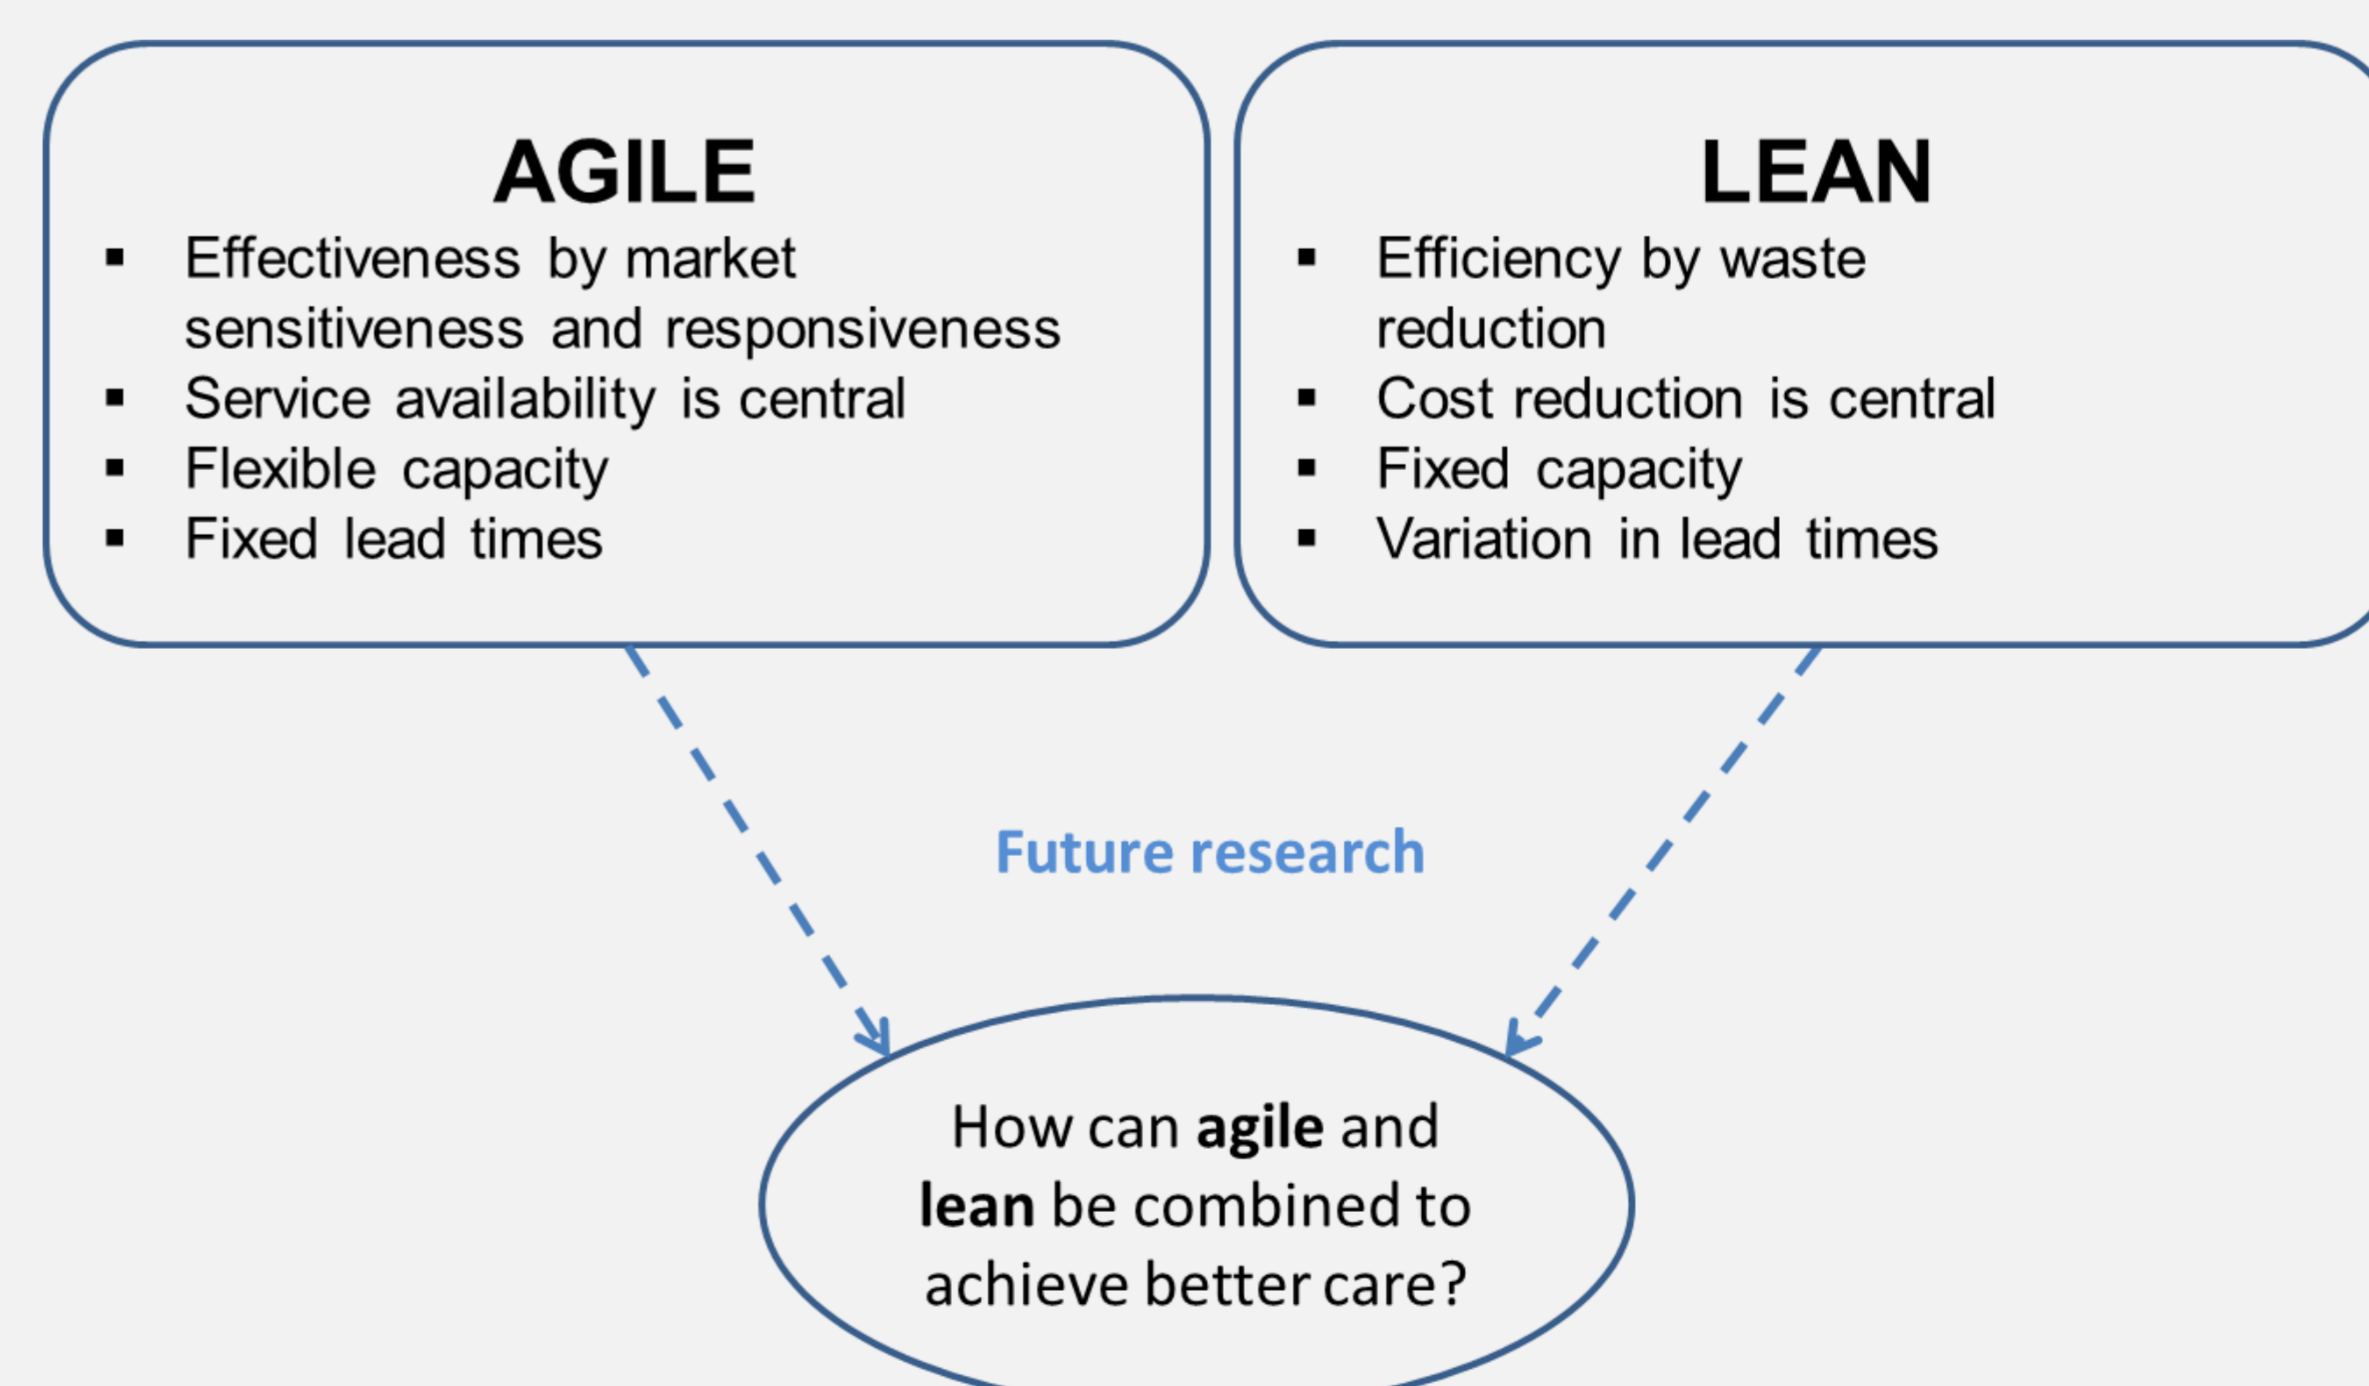 AGILE
▪ Effectiveness by market
sensitiveness and responsiveness
▪ Service availability is central
▪ Flexible capacity
▪ Fixed lead times
LEAN
▪ Efficiency by waste
reduction
▪ Cost reduction is central
▪ Fixed capacity
▪ Variation in lead times
Future research
How can agile and
lean be combined to
achieve better care?